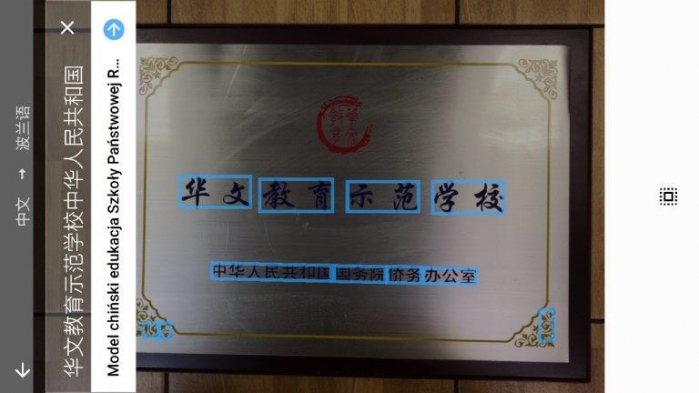 中文 → 波兰语
华文教育示范学校中华人民共和国
Model chiński edukacja Szkoły Państwowej R...
华文教育示范学校
中华人民共和国国务院侨务办公室